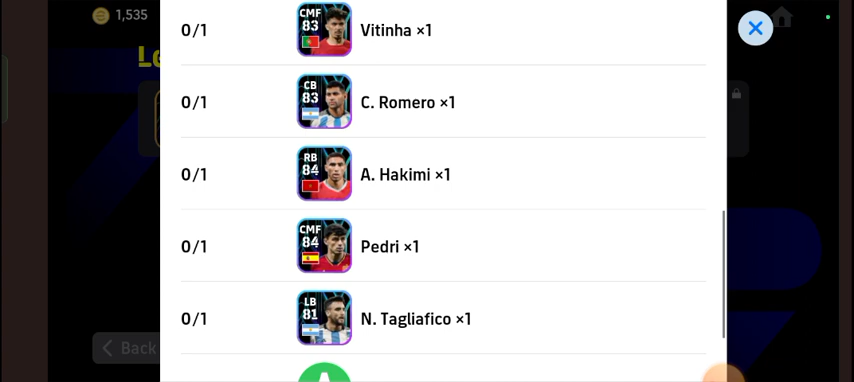 1,535
Le
0/1
CMF
83
Vitinha ×1
0/1
CB
83
C. Romero ×1
0/1
RB
84
A. Hakimi ×1
0/1
CMF
84
Pedri ×1
0/1
LB
81
N. Tagliafico ×1
Back